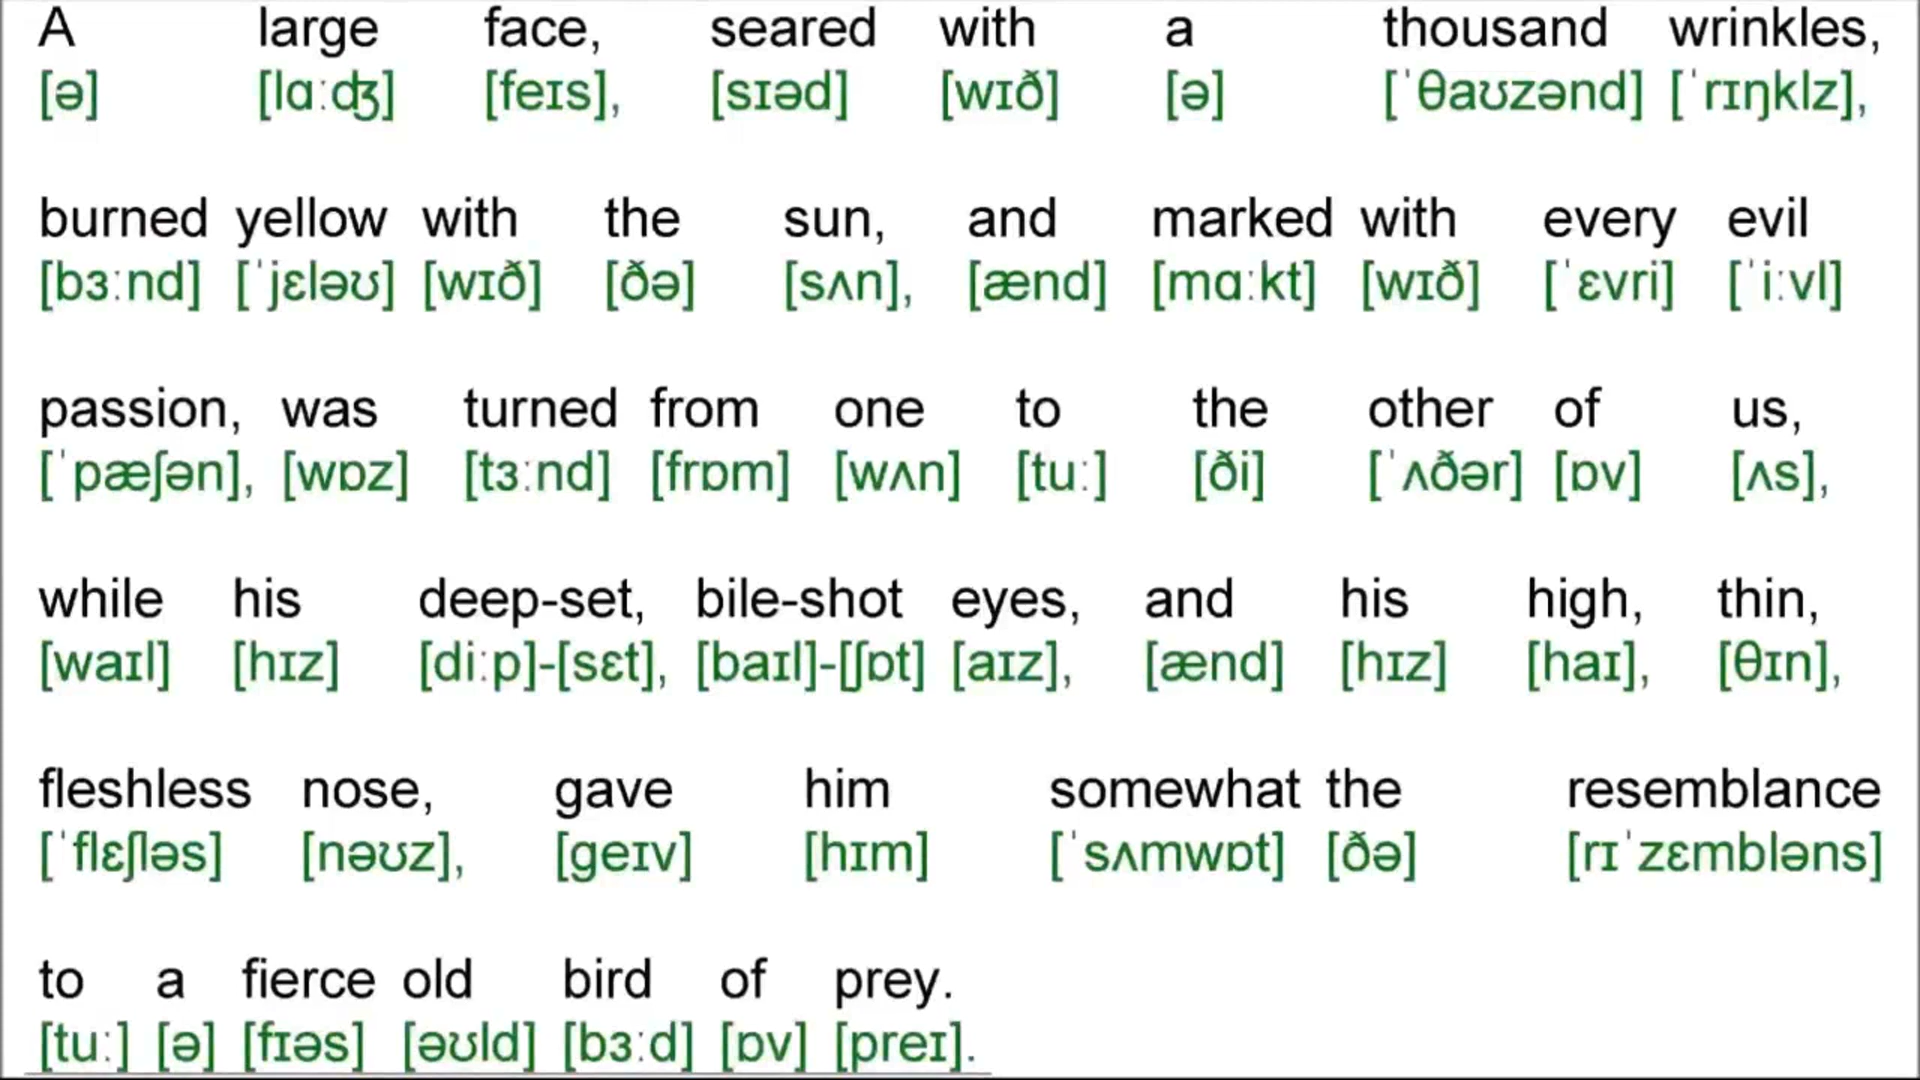 A large face, seared with a thousand wrinkles,
[ə] [lɑːʤ] [feɪs], [sɪəd] [wɪð] [ə] [ˈθaʊzənd] [ˈrɪŋklz],
burned yellow with the sun, and marked with every evil
[bɜːnd] [ˈjɛləʊ] [wɪð] [ðə] [sʌn], [ænd] [mɑːkt] [wɪð] [ˈɛvri] [ˈiːvl]
passion, was turned from one to the other of us,
[ˈpæʃən], [wɒz] [tɜːnd] [frɒm] [wʌn] [tuː] [ði] [ˈʌðər] [ɒv] [ʌs],
while his deep-set, bile-shot eyes, and his high, thin,
[waɪl] [hɪz] [diːp]-[sɛt], [baɪl]-[ʃɒt] [aɪz], [ænd] [hɪz] [haɪ], [θɪn],
fleshless nose, gave him somewhat the resemblance
[ˈflɛʃləs] [nəʊz], [geɪv] [hɪm] [ˈsʌmwɒt] [ðə] [rɪˈzɛmbləns]
to a fierce old bird of prey.
[tuː] [ə] [fɪəs] [əʊld] [bɜːd] [ɒv] [preɪ].